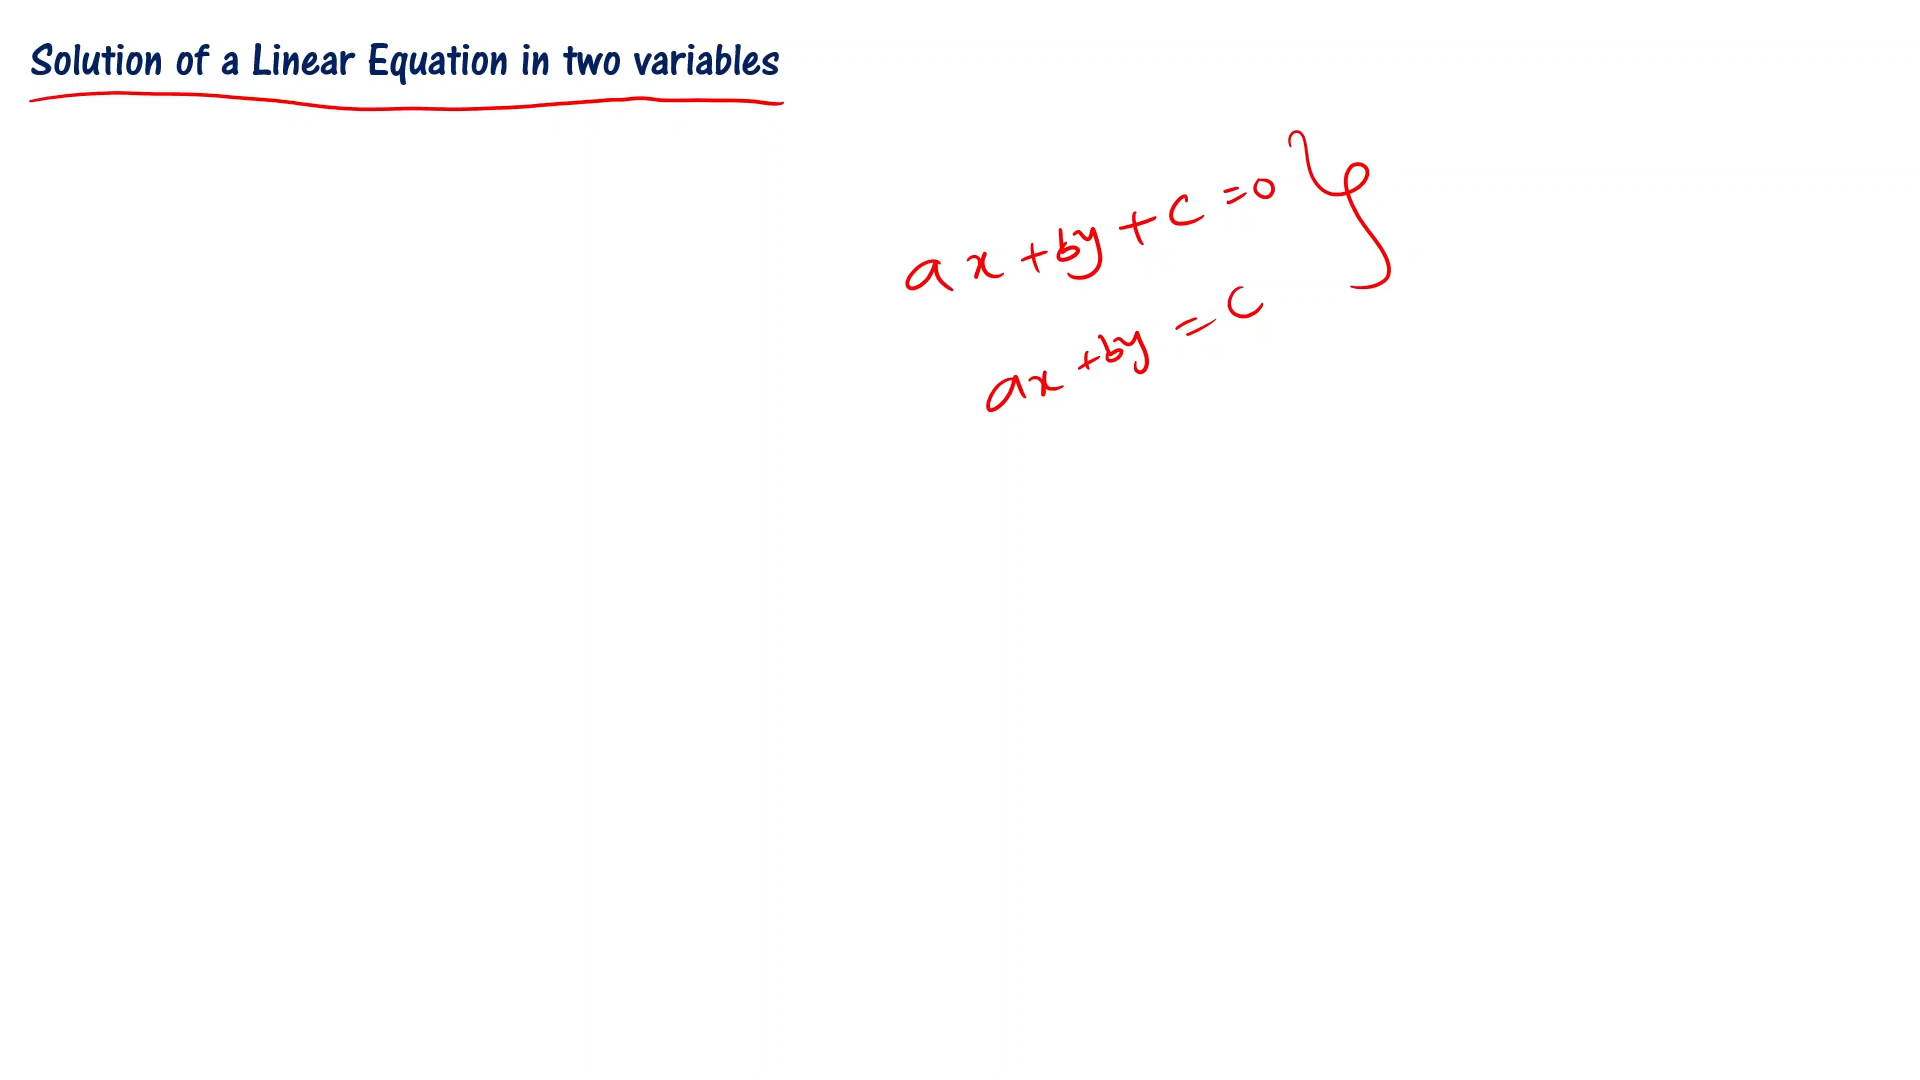 Solution of a Linear Equation in two variables
ax + by + c = 0 }
ax + by = c